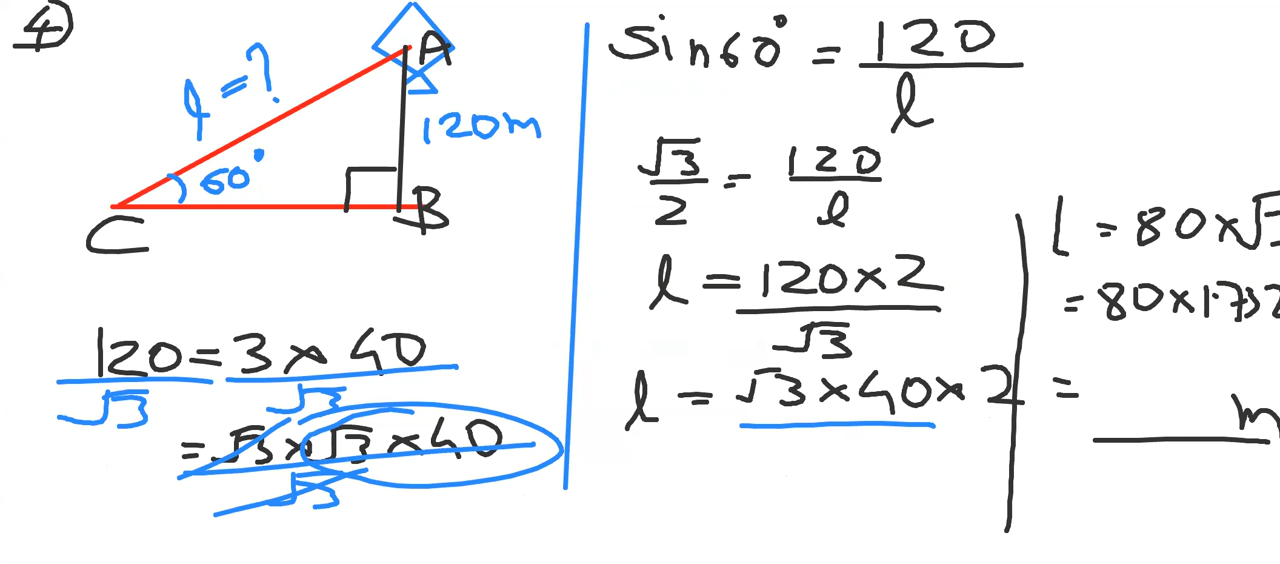 4
A
l = ?
120m
60°
C
B
120/√3 = 3 × 40/√3
= √3 × √3 × 40/√3
sin60° = 120/l
√3/2 = 120/l
l = 120×2/√3
l = √3 × 40 × 2
l = 80×√3
= 80×1.732
=
m